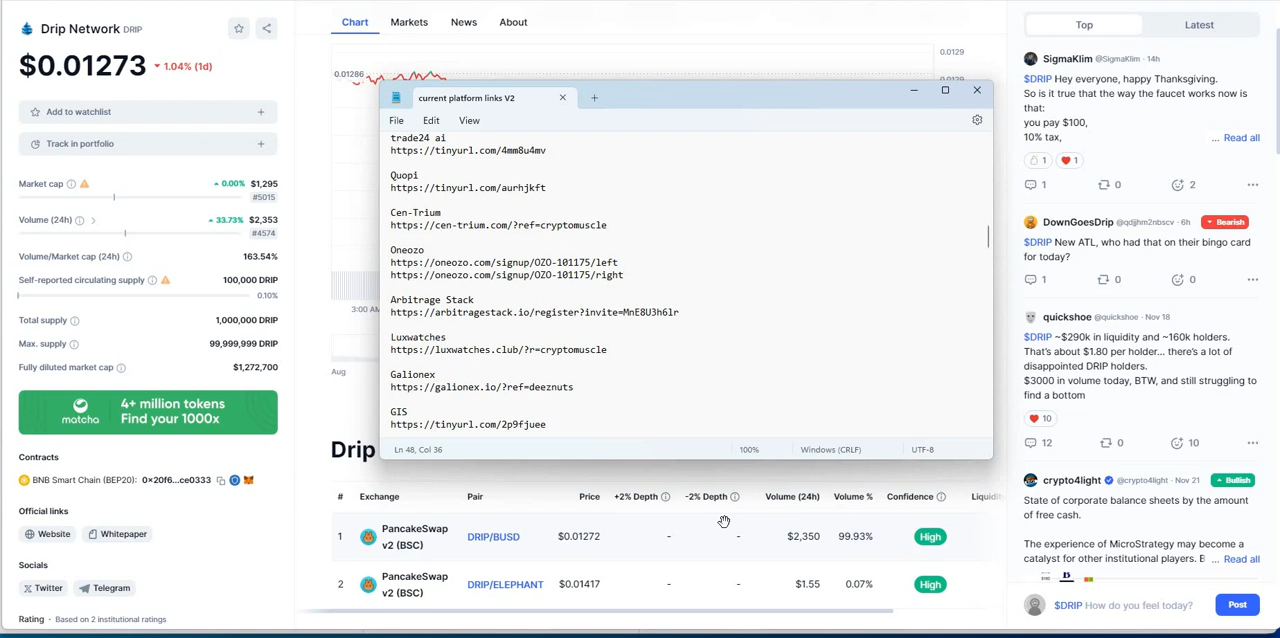 Drip Network DRIP
$0.01273 1.04% (1d)
Add to watchlist +
Track in portfolio +
Market cap 0.00% $1,295
#5015
Volume (24h) 33.73% $2,353
#4574
Volume/Market cap (24h) 163.54%
Self-reported circulating supply 100,000 DRIP
0.10%
Total supply 1,000,000 DRIP
Max. supply 99,999,999 DRIP
Fully diluted market cap $1,272,700
matcha
4+ million tokens
Find your 1000x
Contracts
BNB Smart Chain (BEP20): 0x20f6...ce0333
Official links
Website Whitepaper
Socials
Twitter Telegram
Rating · Based on 2 institutional ratings
Chart Markets News About
0.0129
0.01286
0.0129
3:00 AM
Aug
current platform links V2
File Edit View
trade24 ai
https://tinyurl.com/4mm8u4mv
Quopi
https://tinyurl.com/aurhjkft
Cen-Trium
https://cen-trium.com/?ref=cryptomuscle
Oneozo
https://oneozo.com/signup/OZO-101175/left
https://oneozo.com/signup/OZO-101175/right
Arbitrage Stack
https://arbitragestack.io/register?invite=MnE8U3h6lr
Luxwatches
https://luxwatches.club/?r=cryptomuscle
Galionex
https://galionex.io/?ref=deeznuts
GIS
https://tinyurl.com/2p9fjuee
Ln 48, Col 36 100% Windows (CRLF) UTF-8
Drip
# Exchange Pair Price +2% Depth -2% Depth Volume (24h) Volume % Confidence Liquidi
1 PancakeSwap v2 (BSC) DRIP/BUSD $0.01272 - - $2,350 99.93% High
2 PancakeSwap v2 (BSC) DRIP/ELEPHANT $0.01417 - - $1.55 0.07% High
Top Latest
SigmaKlim @SigmaKlim · 14h
$DRIP Hey everyone, happy Thanksgiving.
So is it true that the way the faucet works now is
that:
you pay $100,
10% tax, ... Read all
1 1
1 0 2
DownGoesDrip @qdjjhm2nbscv · 6h Bearish
$DRIP New ATL, who had that on their bingo card
for today?
1 0 0
quickshoe @quickshoe · Nov 18
$DRIP ~$290k in liquidity and ~160k holders.
That's about $1.80 per holder... there's a lot of
disappointed DRIP holders.
$3000 in volume today, BTW, and still struggling to
find a bottom
10
12 0 10
crypto4light @crypto4light · Nov 21 Bullish
State of corporate balance sheets by the amount
of free cash.
The experience of MicroStrategy may become a
catalyst for other institutional players. B ... Read all
$DRIP How do you feel today? Post